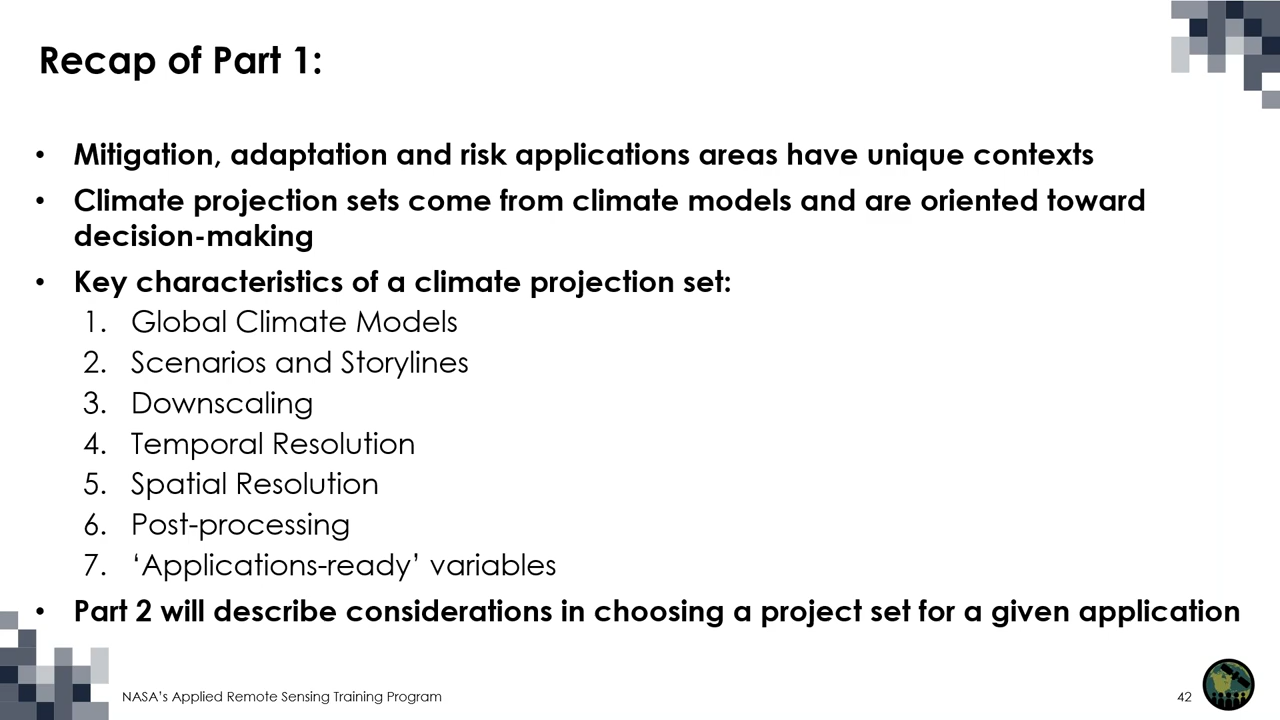 Recap of Part 1:
• Mitigation, adaptation and risk applications areas have unique contexts
• Climate projection sets come from climate models and are oriented toward
decision-making
• Key characteristics of a climate projection set:
1. Global Climate Models
2. Scenarios and Storylines
3. Downscaling
4. Temporal Resolution
5. Spatial Resolution
6. Post-processing
7. ‘Applications-ready’ variables
• Part 2 will describe considerations in choosing a project set for a given application
NASA’s Applied Remote Sensing Training Program
42